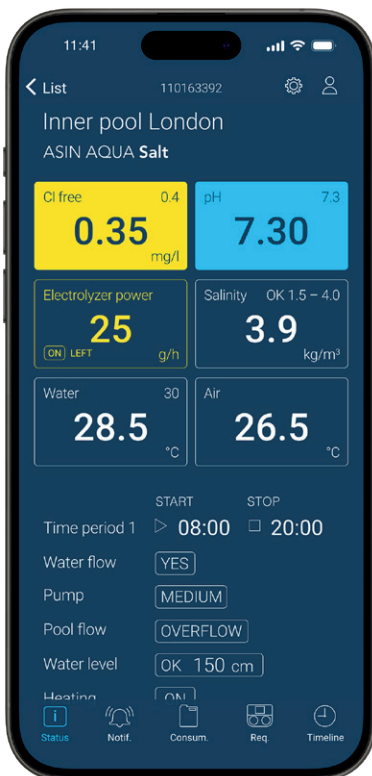 11:41
List 110163392
Inner pool London
ASIN AQUA Salt
Cl free 0.4
0.35
mg/l
pH 7.3
7.30
Electrolyzer power
25
ON LEFT g/h
Salinity OK 1.5 – 4.0
3.9
kg/m³
Water 30
28.5
°C
Air
26.5
°C
START STOP
Time period 1 08:00 20:00
Water flow YES
Pump MEDIUM
Pool flow OVERFLOW
Water level OK 150 cm
Heating ON
Status Notif. Consum. Req. Timeline